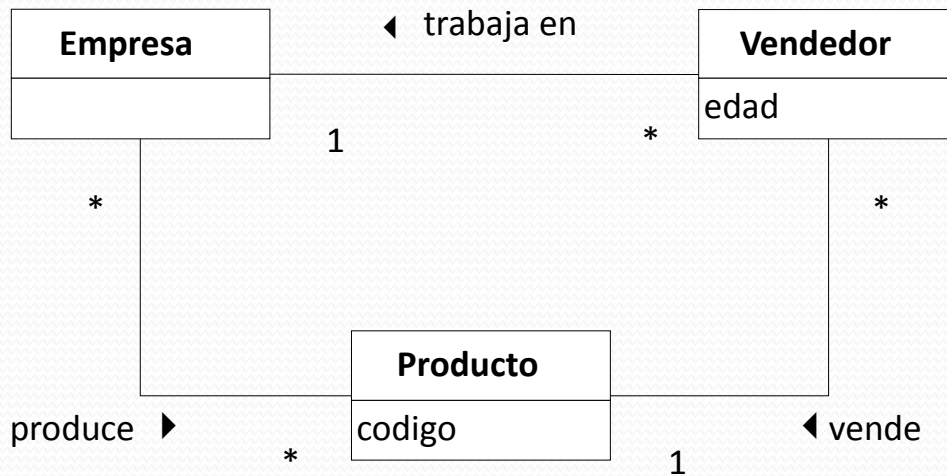 Empresa
◀ trabaja en
Vendedor
edad
1
*
*
*
Producto
codigo
produce ▶
*
1
◀ vende